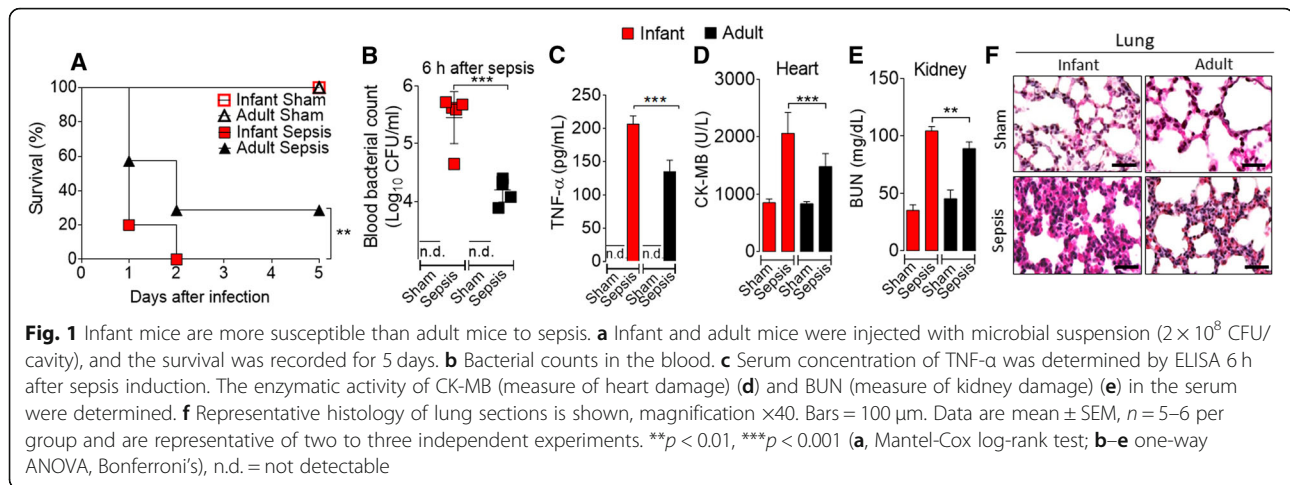 Infant Adult
A
100
80
60
40
20
0
Survival (%)
0 1 2 3 4 5
Days after infection
Infant Sham
Adult Sham
Infant Sepsis
Adult Sepsis
**
B
6 h after sepsis
***
Blood bacterial count
(Log10 CFU/ml)
6
5
4
n.d. n.d.
Sham
Sepsis
Sham
Sepsis
C
***
TNF-α (pg/mL)
250
200
150
100
50
0
n.d. n.d.
Sham
Sepsis
Sham
Sepsis
D
Heart
***
CK-MB (U/L)
3000
2000
1000
0
Sham
Sepsis
Sham
Sepsis
E
Kidney
**
BUN (mg/dL)
150
100
50
0
Sham
Sepsis
Sham
Sepsis
F
Lung
Infant Adult
Sham
Sepsis
Fig. 1 Infant mice are more susceptible than adult mice to sepsis. a Infant and adult mice were injected with microbial suspension (2 × 10⁸ CFU/
cavity), and the survival was recorded for 5 days. b Bacterial counts in the blood. c Serum concentration of TNF-α was determined by ELISA 6 h
after sepsis induction. The enzymatic activity of CK-MB (measure of heart damage) (d) and BUN (measure of kidney damage) (e) in the serum
were determined. f Representative histology of lung sections is shown, magnification ×40. Bars = 100 μm. Data are mean ± SEM, n = 5–6 per
group and are representative of two to three independent experiments. **p < 0.01, ***p < 0.001 (a, Mantel-Cox log-rank test; b–e one-way
ANOVA, Bonferroni's), n.d. = not detectable